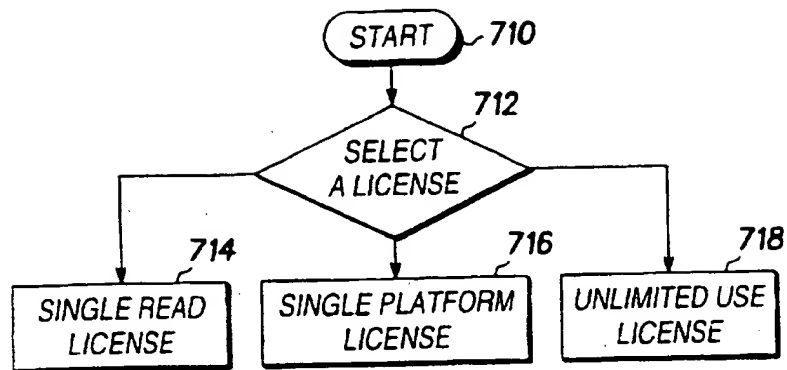 START
710
712
SELECT
A LICENSE
714
716
718
SINGLE READ
LICENSE
SINGLE PLATFORM
LICENSE
UNLIMITED USE
LICENSE